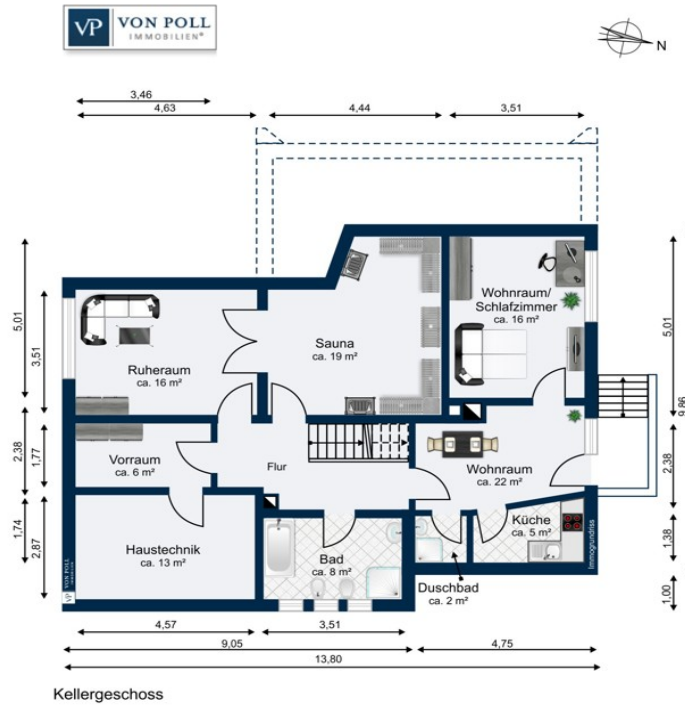 VP VON POLL
IMMOBILIEN®
N
3,46
4,63
4,44
3,51
5,01
3,51
2,38
1,77
1,74
2,87
Ruheraum
ca. 16 m²
Sauna
ca. 19 m²
Wohnraum/
Schlafzimmer
ca. 16 m²
Vorraum
ca. 6 m²
Flur
Wohnraum
ca. 22 m²
Haustechnik
ca. 13 m²
Bad
ca. 8 m²
Küche
ca. 5 m²
Duschbad
ca. 2 m²
Immogrundriss
VP VON POLL
5,01
9,86
2,38
1,38
1,00
4,57
3,51
9,05
4,75
13,80
Kellergeschoss